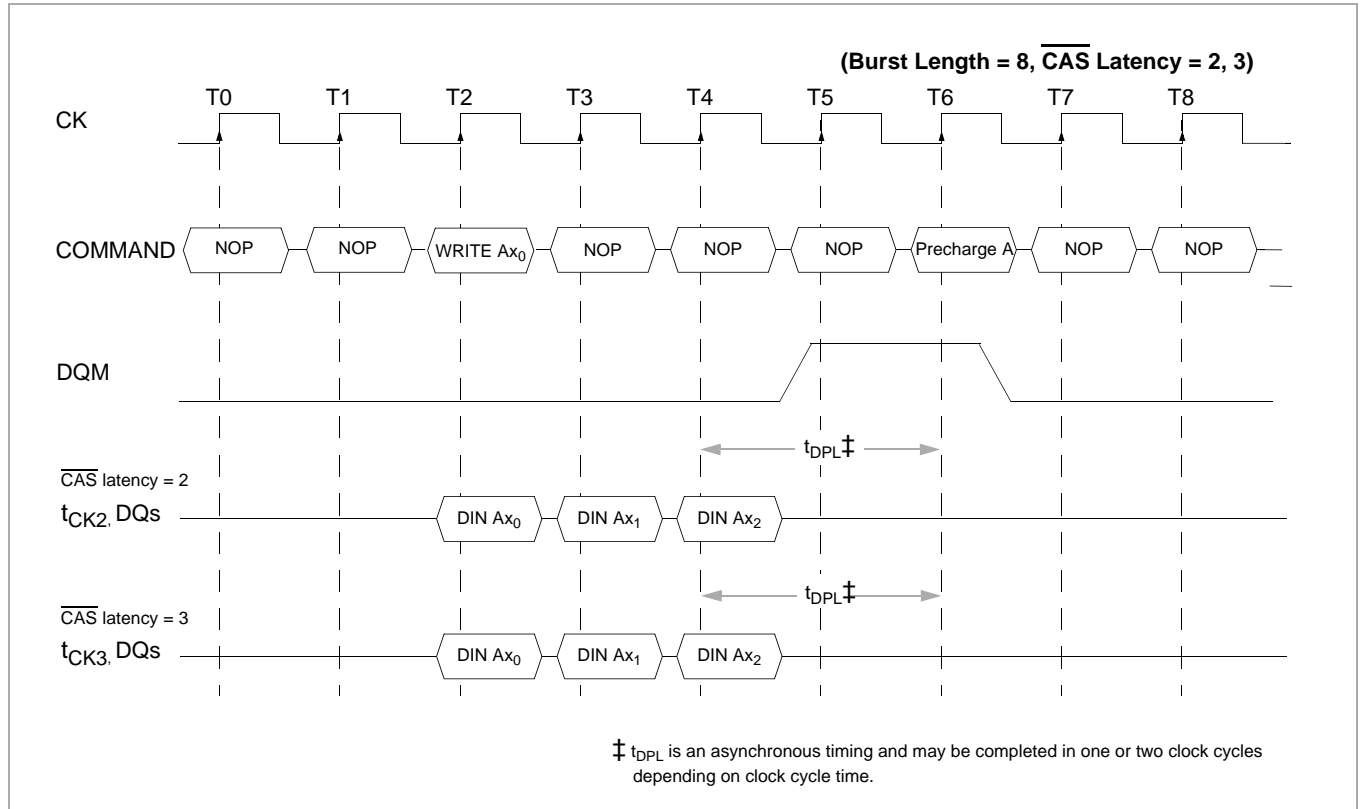 (Burst Length = 8, CAS Latency = 2, 3)
T0 T1 T2 T3 T4 T5 T6 T7 T8
CK
COMMAND NOP NOP WRITE Ax0 NOP NOP NOP Precharge A NOP NOP
DQM
tDPL‡
CAS latency = 2
tCK2, DQs DIN Ax0 DIN Ax1 DIN Ax2
tDPL‡
CAS latency = 3
tCK3, DQs DIN Ax0 DIN Ax1 DIN Ax2
‡ tDPL is an asynchronous timing and may be completed in one or two clock cycles
depending on clock cycle time.